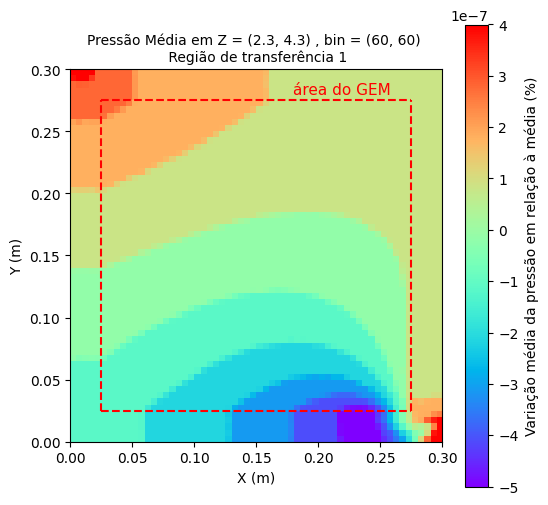 Pressão Média em Z = (2.3, 4.3) , bin = (60, 60)
Região de transferência 1
1e−7
área do GEM
0.30
0.25
0.20
0.15
0.10
0.05
0.00
Y (m)
0.00 0.05 0.10 0.15 0.20 0.25 0.30
X (m)
4
3
2
1
0
−1
−2
−3
−4
−5
Variação média da pressão em relação à média (%)